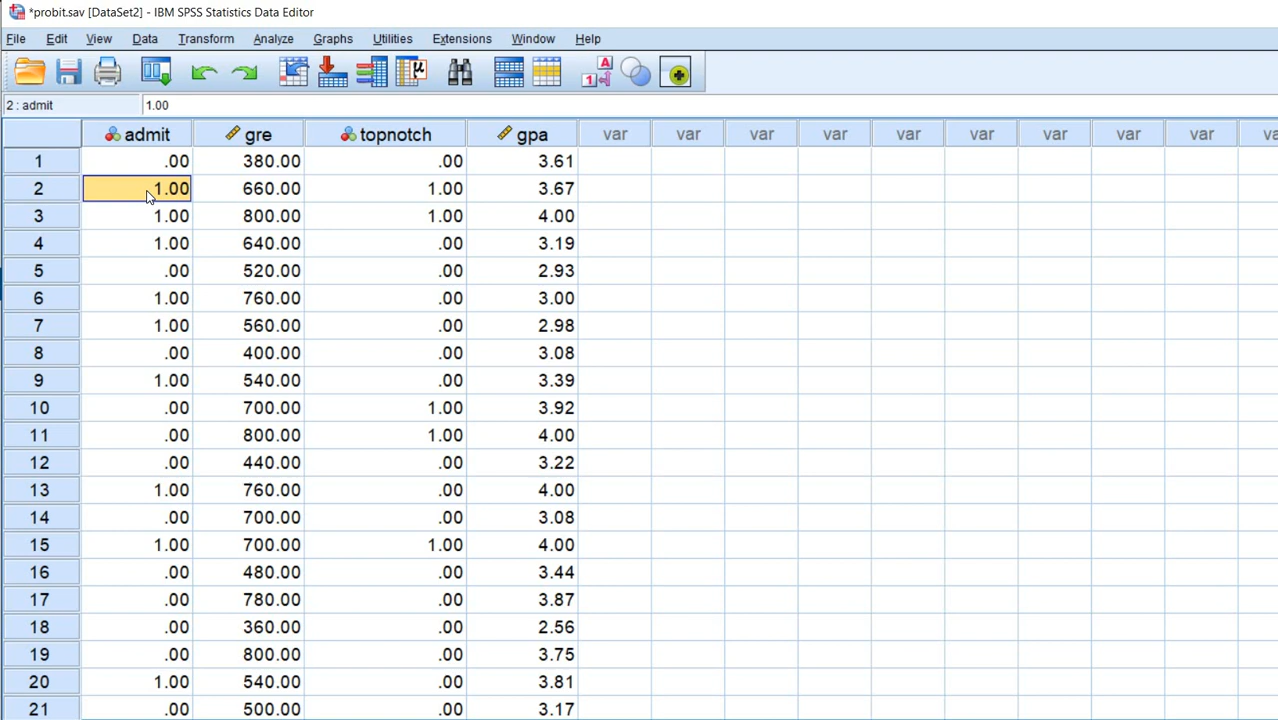 *probit.sav [DataSet2] - IBM SPSS Statistics Data Editor
File Edit View Data Transform Analyze Graphs Utilities Extensions Window Help
2 : admit 1.00
admit gre topnotch gpa var var var var var var var var var
1 .00 380.00 .00 3.61
2 1.00 660.00 1.00 3.67
3 1.00 800.00 1.00 4.00
4 1.00 640.00 .00 3.19
5 .00 520.00 .00 2.93
6 1.00 760.00 .00 3.00
7 1.00 560.00 .00 2.98
8 .00 400.00 .00 3.08
9 1.00 540.00 .00 3.39
10 .00 700.00 1.00 3.92
11 .00 800.00 1.00 4.00
12 .00 440.00 .00 3.22
13 1.00 760.00 .00 4.00
14 .00 700.00 .00 3.08
15 1.00 700.00 1.00 4.00
16 .00 480.00 .00 3.44
17 .00 780.00 .00 3.87
18 .00 360.00 .00 2.56
19 .00 800.00 .00 3.75
20 1.00 540.00 .00 3.81
21 .00 500.00 .00 3.17